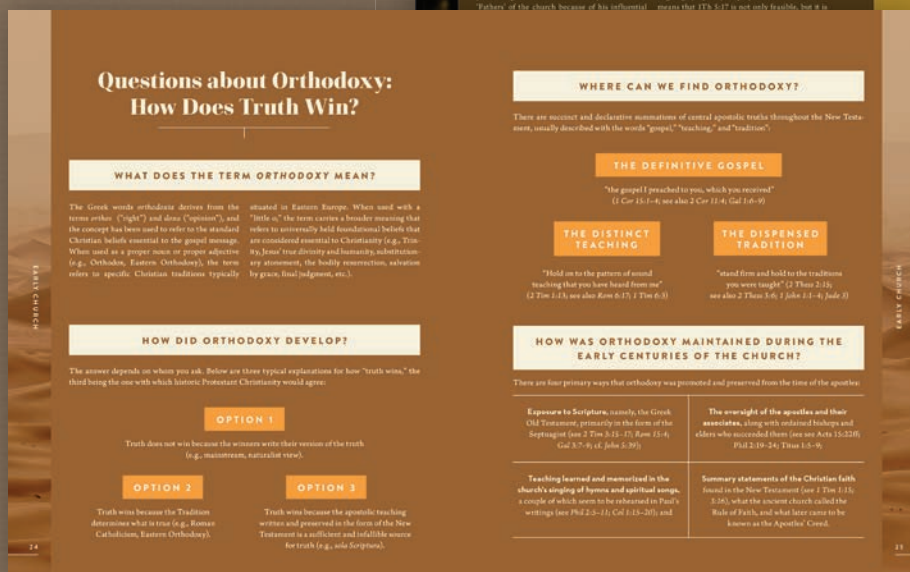 'Fathers' of the church because of his influential
means that 1Th 5:17 is not only feasible, but it is
Questions about Orthodoxy:
How Does Truth Win?
WHAT DOES THE TERM ORTHODOXY MEAN?
The Greek words orthodoxia derives from the
terms orthos ("right") and doxa ("opinion"), and
the concept has been used to refer to the standard
Christian beliefs essential to the gospel message.
When used as a proper noun or proper adjective
(e.g., Orthodox, Eastern Orthodoxy), the term
refers to specific Christian traditions typically
situated in Eastern Europe. When used with a
"little o," the term carries a broader meaning that
refers to universally held foundational beliefs that
are considered essential to Christianity (e.g., Trin-
ity, Jesus' true divinity and humanity, substitution-
ary atonement, the bodily resurrection, salvation
by grace, final judgment, etc.).
HOW DID ORTHODOXY DEVELOP?
The answer depends on whom you ask. Below are three typical explanations for how "truth wins," the
third being the one with which historic Protestant Christianity would agree:
OPTION 1
Truth does not win because the winners write their version of the truth
(e.g., mainstream, naturalist view).
OPTION 2
Truth wins because the Tradition
determines what is true (e.g., Roman
Catholicism, Eastern Orthodoxy).
OPTION 3
Truth wins because the apostolic teaching
written and preserved in the form of the New
Testament is a sufficient and infallible source
for truth (e.g., sola Scriptura).
EARLY CHURCH
24
WHERE CAN WE FIND ORTHODOXY?
There are succinct and declarative summations of central apostolic truths throughout the New Testa-
ment, usually described with the words "gospel," "teaching," and "tradition":
THE DEFINITIVE GOSPEL
"the gospel I preached to you, which you received"
(1 Cor 15:1–4; see also 2 Cor 11:4; Gal 1:6–9)
THE DISTINCT
TEACHING
"Hold on to the pattern of sound
teaching that you have heard from me"
(2 Tim 1:13; see also Rom 6:17; 1 Tim 6:3)
THE DISPENSED
TRADITION
"stand firm and hold to the traditions
you were taught" (2 Thess 2:15;
see also 2 Thess 3:6; 1 John 1:1–4; Jude 3)
HOW WAS ORTHODOXY MAINTAINED DURING THE
EARLY CENTURIES OF THE CHURCH?
There are four primary ways that orthodoxy was promoted and preserved from the time of the apostles:
Exposure to Scripture, namely, the Greek
Old Testament, primarily in the form of the
Septuagint (see 2 Tim 3:15–17; Rom 15:4;
Gal 3:7–9; cf. John 5:39);
The oversight of the apostles and their
associates, along with ordained bishops and
elders who succeeded them (see see Acts 15:22ff;
Phil 2:19–24; Titus 1:5–9;
Teaching learned and memorized in the
church's singing of hymns and spiritual songs,
a couple of which seem to be rehearsed in Paul's
writings (see Phil 2:5–11; Col 1:15–20); and
Summary statements of the Christian faith
found in the New Testament (see 1 Tim 1:15;
3:16), what the ancient church called the
Rule of Faith, and what later came to be
known as the Apostles' Creed.
EARLY CHURCH
25